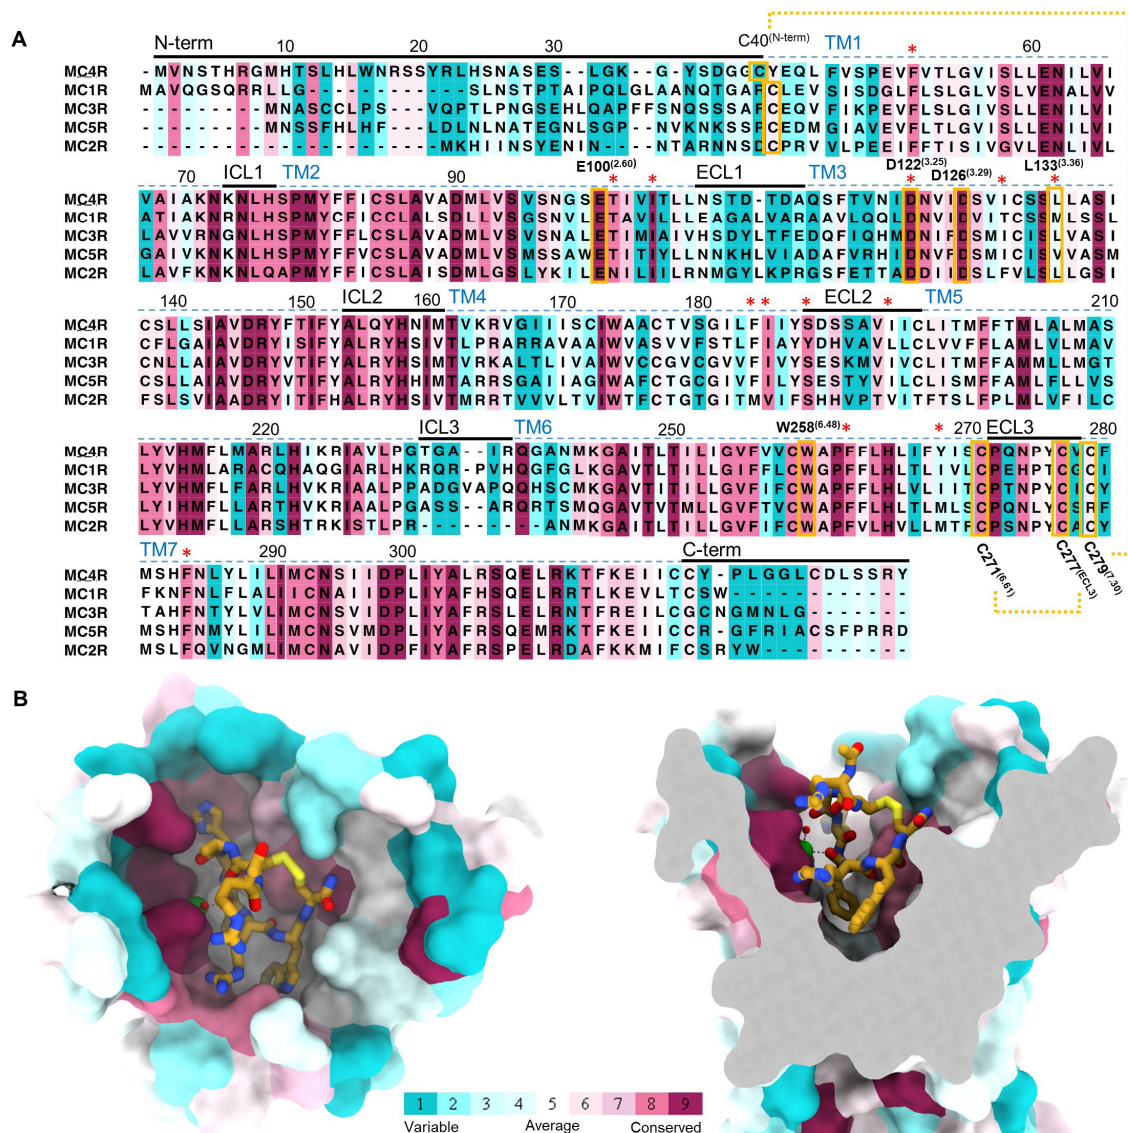 A
N-term 10 20 30 C40(N-term) TM1 * 60
MC4R -MVNSTHRGMHTSLHLWNRSSYRLHSNASES--LGK-G-YSDGGCYEQLFVSPEVFVTLGVISLLENILVI
MC1R MAVQGSQRRLLG------------SLNSTPTAIPQLGLAANQTGARCLEVSISDGLFLSLGLVSLVENALVV
MC3R ---------MNASCCLPS---VQPTLPNGSEHLQAPFFSNQSSSAFCEQVFIKPEVFLSLGIVSLLENILVI
MC5R ---------MNSSFHLHF---LDLNLNATEGNLSGP--NVKNKSSPCEDMGIAVEVFLTLGVISLLENILVI
MC2R ----------------------MKHIINSYENIN--NT--ARNNSDCPRVVLPEEIFFTISIVGVLENLIVL
70 ICL1 TM2 90 E100(2.60) * * ECL1 TM3 D122(3.25) * D126(3.29) * L133(3.36) *
MC4R VAIAKNKNLHSPMYFFICSLAVADMLVSVSNGSETIVITLLNSTD-TDAQSFTVNIDNVIDSVICSSLLASI
MC1R ATIAKNRNLHSPMYCFICCLALSDLLVSGSNVLETAVILLLEAGALVARAAVLQQLDNVIDVITCSSMLSSL
MC3R LAVVRNGNLHSPMYFFLCSLAVADMLVSVSNALETIMIAIVHSDYLTFEDQFIQHMDNIFDSMICISLVASI
MC5R GAIVKNKNLHSPMYFFVCSLAVADMLVSMSSAWETITIYLLNNKHLVIADAFVRHIDNVFDSMICISVVASM
MC2R LAVFKNKNLQAPMYFFICSLAISDMLGSLYKILENILIILRNMGYLKPRGSFETTADDIIDSLFVLSLLGSI
140 150 ICL2 160 TM4 170 180 * * * ECL2 * TM5 210
MC4R CSLLSIAVDRYFTIFYALQYHNIMTVKRVGIIISCIWAACTVSGILFIIYSDSSAVIICLITMFFTMLALMAS
MC1R CFLGAIAVDRYISIFYALRYHSIVTLPRARRAVAAIWVASVVFSTLFIAYYDHVAVLLCLVVFFLAMLVLMAV
MC3R CNLLAIAVDRYVTIFYALRYHSIMTVRKALTLIVAIWVCCGVCGVVFIVYSESKMVIVCLITMFFAMMLLMGT
MC5R CSLLAIAVDRYVTIFYALRYHHIMTARRSGAIIAGIWAFCTGCGIVFILYSESTYVILCLISMFFAMLFLLVS
MC2R FSLSVIAADRYITIFHALRYHSIVTMRRTVVVLTVIWTFCTGTGITMVIFSHHVPTVITFTSLFPLMLVFILC
220 ICL3 TM6 250 W258(6.48) * * 270 ECL3 280
MC4R LYVHMFLMARLHIKRIAVLPGTGA--IRQGANMKGAITLTILIGVFVVCWAPFFLHLIFYISCPQNPYCVCF
MC1R LYVHMLARACQHAQGIARLHKRQR-PVHQGFGLKGAVTLTILLGIFFLCWGPFFLHLTLIVLCPEHPTCGCI
MC3R LYVHMFLFARLHVKRIAALPPADGVAPQQHSCMKGAVTITILLGVFIFCWAPFFLHLVLIITCPTNPYCICY
MC5R LYIHMFLLARTHVKRIAALPGASS--ARQRTSMQGAVTVTMLLGVFTVCWAPFFLHLTLMLSCPQNLYCSRF
MC2R LYVHMFLLARSHTRKISTLPR-------ANMKGAITLTILLGVFIFCWAPFVLHVLLMTFCPSNPYCACY
TM7 * 290 300 C-term C271(6.61) C277(ECL3) C279(7.30)
MC4R MSHFNLYLILIMCNSIIDPLIYALRSQELRKTFKEIICCY-PLGGLCDLSSRY
MC1R FKNFNLFLALIICNAIIDPLIYAFHSQELRRTLKEVLTCSW------------
MC3R TAHFNTYLVLIMCNSVIDPLIYAFRSLELRNTFREILCGCNGMNLG-------
MC5R MSHFNMYLILIMCNSVMDPLIYAFRSQEMRKTFKEIICCR-GFRIACSFPRRD
MC2R MSLFQVNGMLIMCNAVIDPFIYAFRSPELRDAFKKMIFCSRYW----------
B
1 2 3 4 5 6 7 8 9
Variable Average Conserved